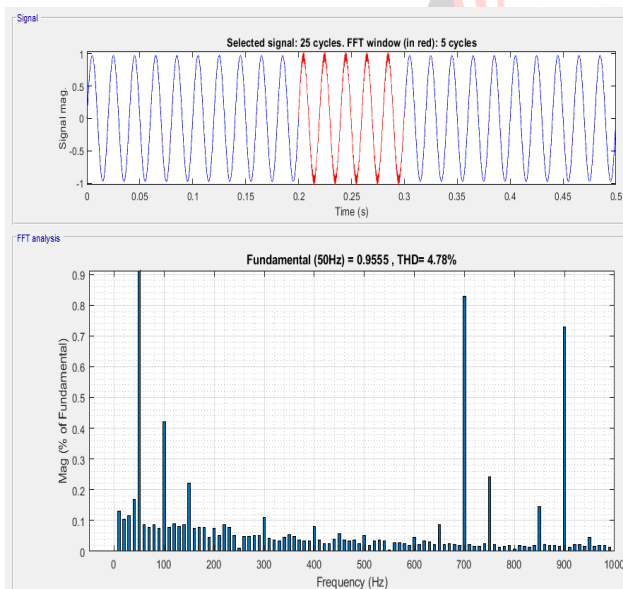 Signal
Selected signal: 25 cycles. FFT window (in red): 5 cycles
Signal mag.
1
0.5
0
-0.5
-1
0 0.05 0.1 0.15 0.2 0.25 0.3 0.35 0.4 0.45 0.5
Time (s)
FFT analysis
Fundamental (50Hz) = 0.9555 , THD= 4.78%
Mag (% of Fundamental)
0.9
0.8
0.7
0.6
0.5
0.4
0.3
0.2
0.1
0
0 100 200 300 400 500 600 700 800 900 1000
Frequency (Hz)